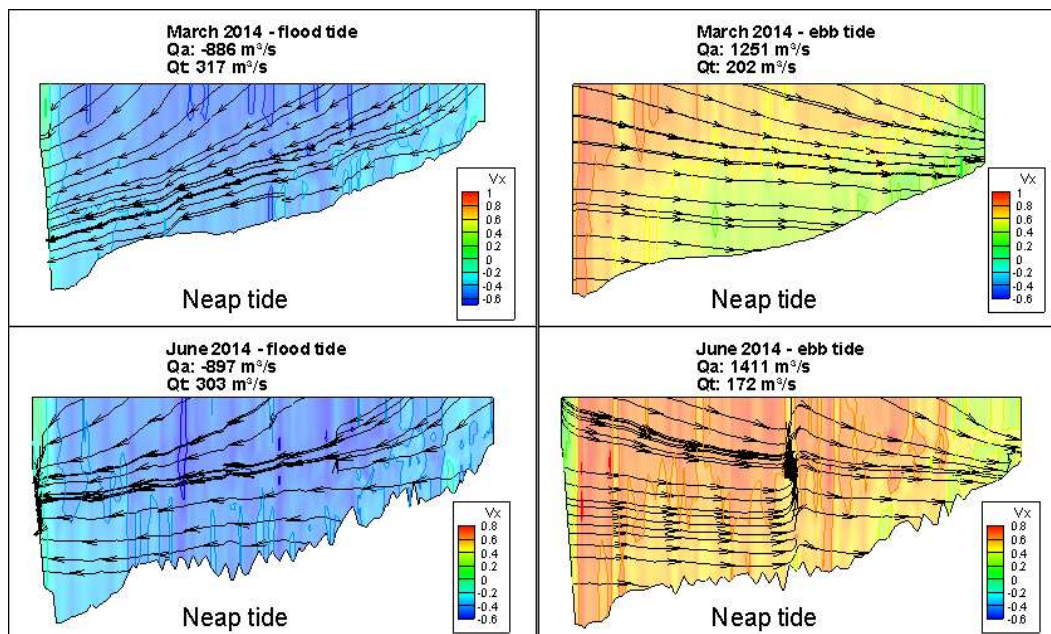 March 2014 - flood tide
Qa: -886 m³/s
Qt: 317 m³/s
Vx
1
0.8
0.6
0.4
0.2
0
-0.2
-0.4
-0.6
Neap tide
March 2014 - ebb tide
Qa: 1251 m³/s
Qt: 202 m³/s
Vx
1
0.8
0.6
0.4
0.2
0
-0.2
-0.4
-0.6
Neap tide
June 2014 - flood tide
Qa: -897 m³/s
Qt: 303 m³/s
Vx
0.8
0.6
0.4
0.2
0
-0.2
-0.4
-0.6
Neap tide
June 2014 - ebb tide
Qa: 1411 m³/s
Qt: 172 m³/s
Vx
0.8
0.6
0.4
0.2
0
-0.2
-0.4
-0.6
Neap tide